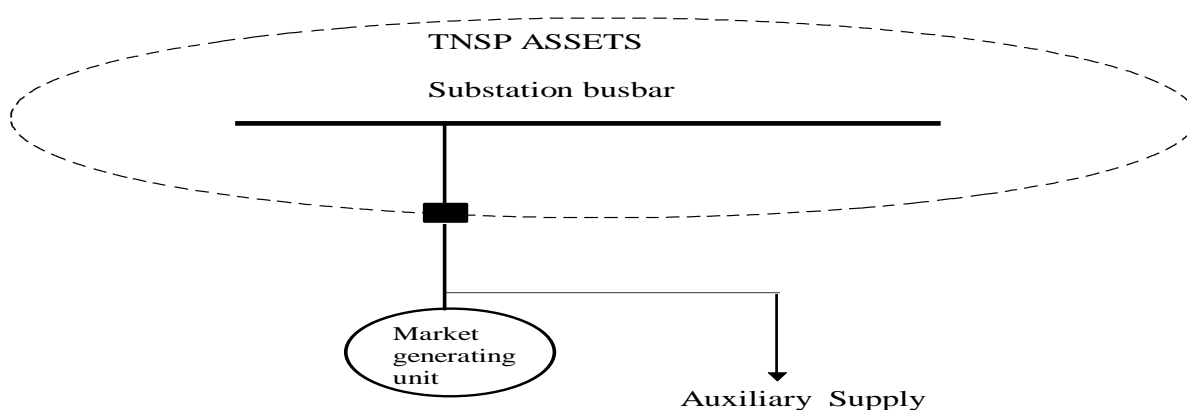 TNSP ASSETS
Substation busbar
Market
generating
unit
Auxiliary Supply